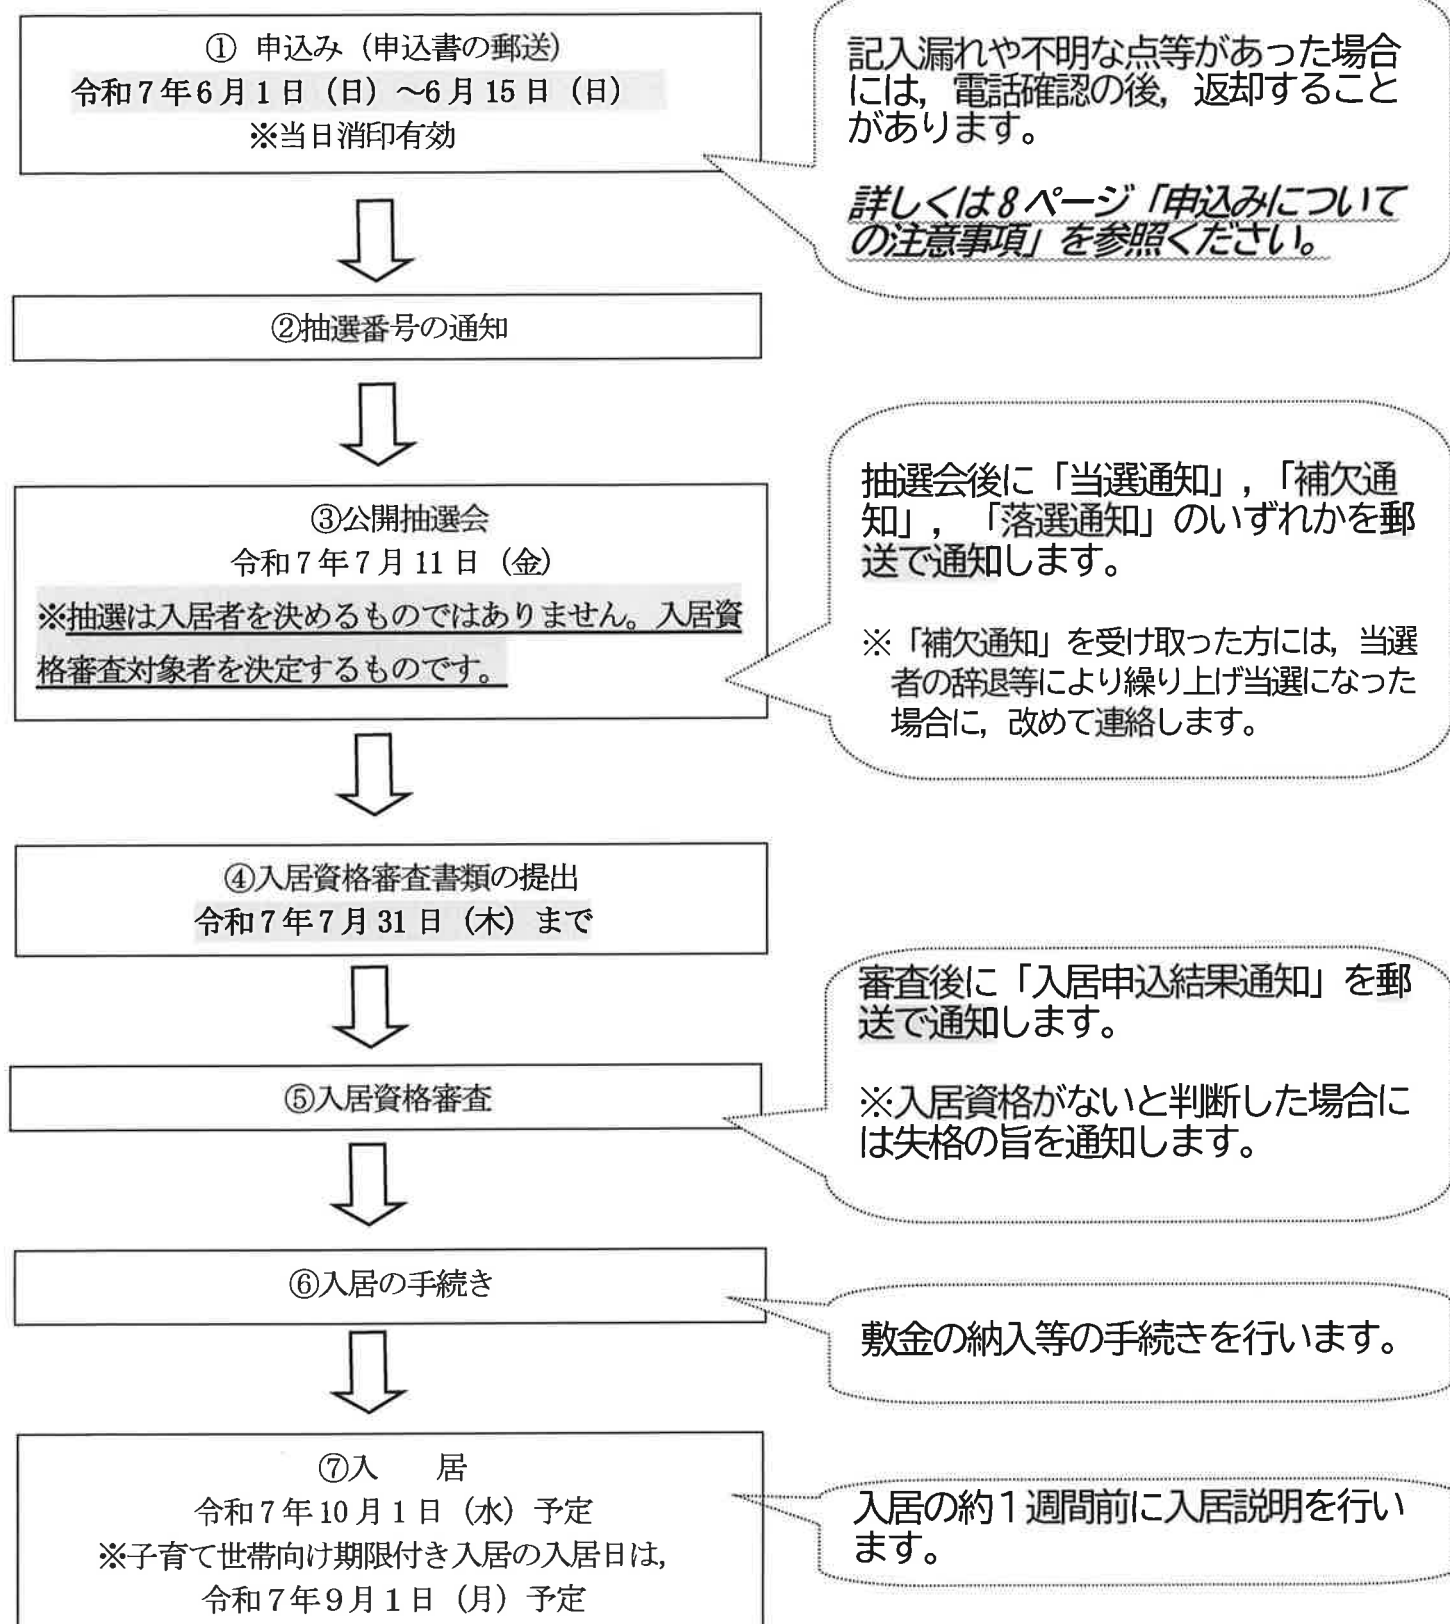 ① 申込み（申込書の郵送）
令和７年６月１日（日）～６月15日（日）
※当日消印有効
記入漏れや不明な点等があった場合
には，電話確認の後，返却すること
があります。
詳しくは８ページ「申込みについて
の注意事項」を参照ください。
②抽選番号の通知
③公開抽選会
令和７年７月11日（金）
※抽選は入居者を決めるものではありません。入居資
格審査対象者を決定するものです。
抽選会後に「当選通知」，「補欠通
知」，「落選通知」のいずれかを郵
送で通知します。
※「補欠通知」を受け取った方には，当選
者の辞退等により繰り上げ当選になった
場合に，改めて連絡します。
④入居資格審査書類の提出
令和７年７月31日（木）まで
⑤入居資格審査
審査後に「入居申込結果通知」を郵
送で通知します。
※入居資格がないと判断した場合に
は失格の旨を通知します。
⑥入居の手続き
敷金の納入等の手続きを行います。
⑦入　居
令和７年10月１日（水）予定
※子育て世帯向け期限付き入居の入居日は，
令和７年９月１日（月）予定
入居の約１週間前に入居説明を行い
ます。